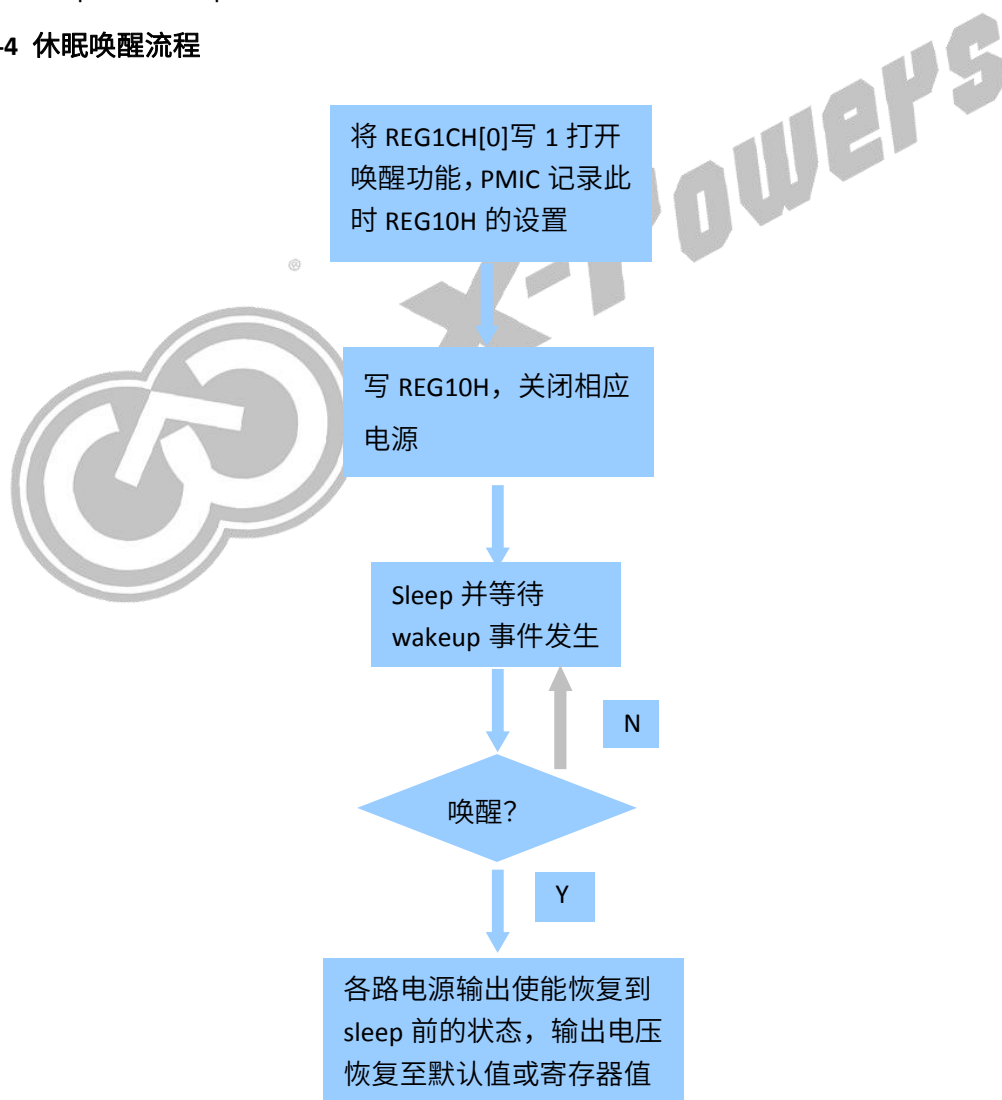 -4 休眠唤醒流程
X-Powers
®
将 REG1CH[0]写 1 打开
唤醒功能，PMIC 记录此
时 REG10H 的设置
写 REG10H，关闭相应
电源
Sleep 并等待
wakeup 事件发生
N
唤醒？
Y
各路电源输出使能恢复到
sleep 前的状态，输出电压
恢复至默认值或寄存器值